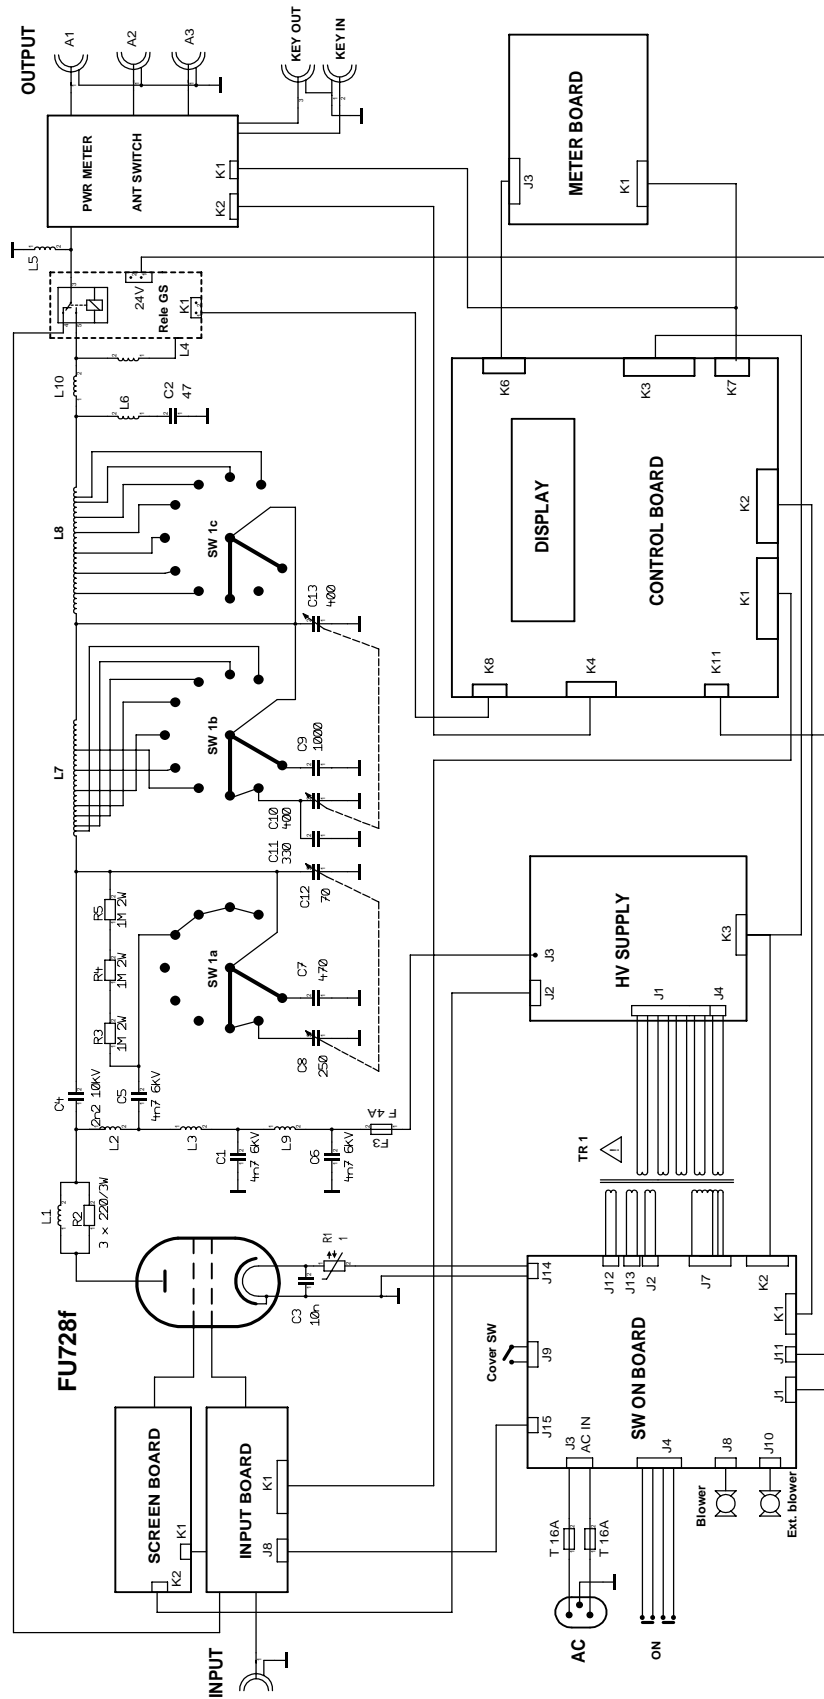 OUTPUT
A1
A2
A3
KEY OUT
KEY IN
PWR METER
ANT SWITCH
K1
K2
L5
24V
Rele GS
K1
L4
L10
L6
C2
47
L8
SW 1c
C13
400
L7
SW 1b
C9
1000
C10
400
C11
330
C12
70
R5
1M 2W
R4
1M 2W
R3
1M 2W
SW 1a
C7
470
C8
250
C4
2n2 10KV
C5
4n7 6KV
L2
L3
L9
C1
4n7 6KV
C6
4n7 6KV
F3
F 4A
L1
R2
3 x 220/3W
FU728f
C3
10n
R1
1
SCREEN BOARD
K2
K1
INPUT BOARD
J8
K1
INPUT
METER BOARD
J3
K1
CONTROL BOARD
DISPLAY
K6
K3
K7
K2
K1
K8
K4
K11
HV SUPPLY
J3
J2
J1
J4
K3
TR 1
!
SW ON BOARD
J14
J12
J13
J2
J7
K2
K1
J11
J1
J9
Cover SW
J15
J3
AC IN
J4
J8
J10
Blower
Ext. blower
T 16A
T 16A
AC
ON